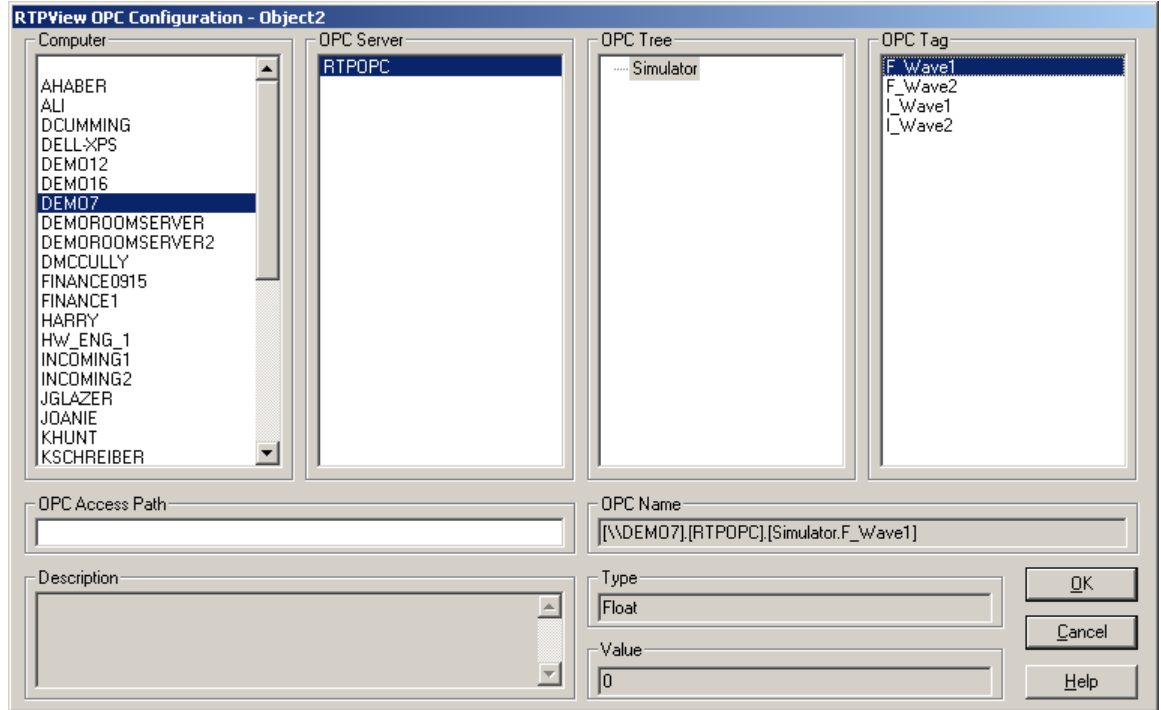 RTPView OPC Configuration - Object2
Computer
AHABER
ALI
DCUMMING
DELL-XPS
DEMO12
DEMO16
DEMO7
DEMOROOMSERVER
DEMOROOMSERVER2
DMCCULLY
FINANCE0915
FINANCE1
HARRY
HW_ENG_1
INCOMING1
INCOMING2
JGLAZER
JOANIE
KHUNT
KSCHREIBER
OPC Server
RTPOPC
OPC Tree
Simulator
OPC Tag
F_Wave1
F_Wave2
I_Wave1
I_Wave2
OPC Access Path
OPC Name
[\\DEMO7].[RTPOPC].[Simulator.F_Wave1]
Description
Type
Float
Value
0
OK
Cancel
Help